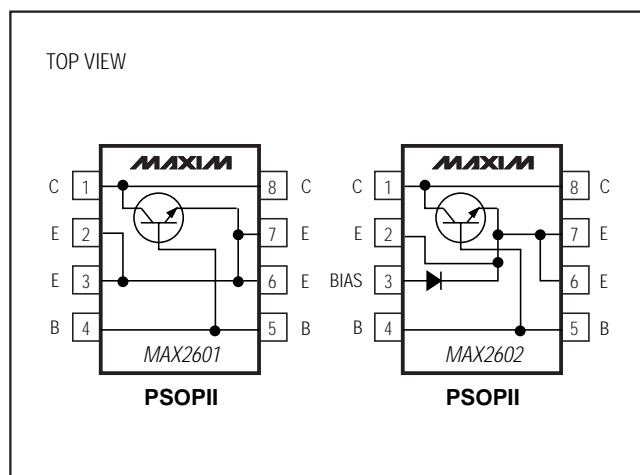 TOP VIEW
MAXIM MAXIM
C 1 8 C C 1 8 C
E 2 7 E E 2 7 E
E 3 6 E BIAS 3 6 E
B 4 5 B B 4 5 B
MAX2601 MAX2602
PSOPII PSOPII